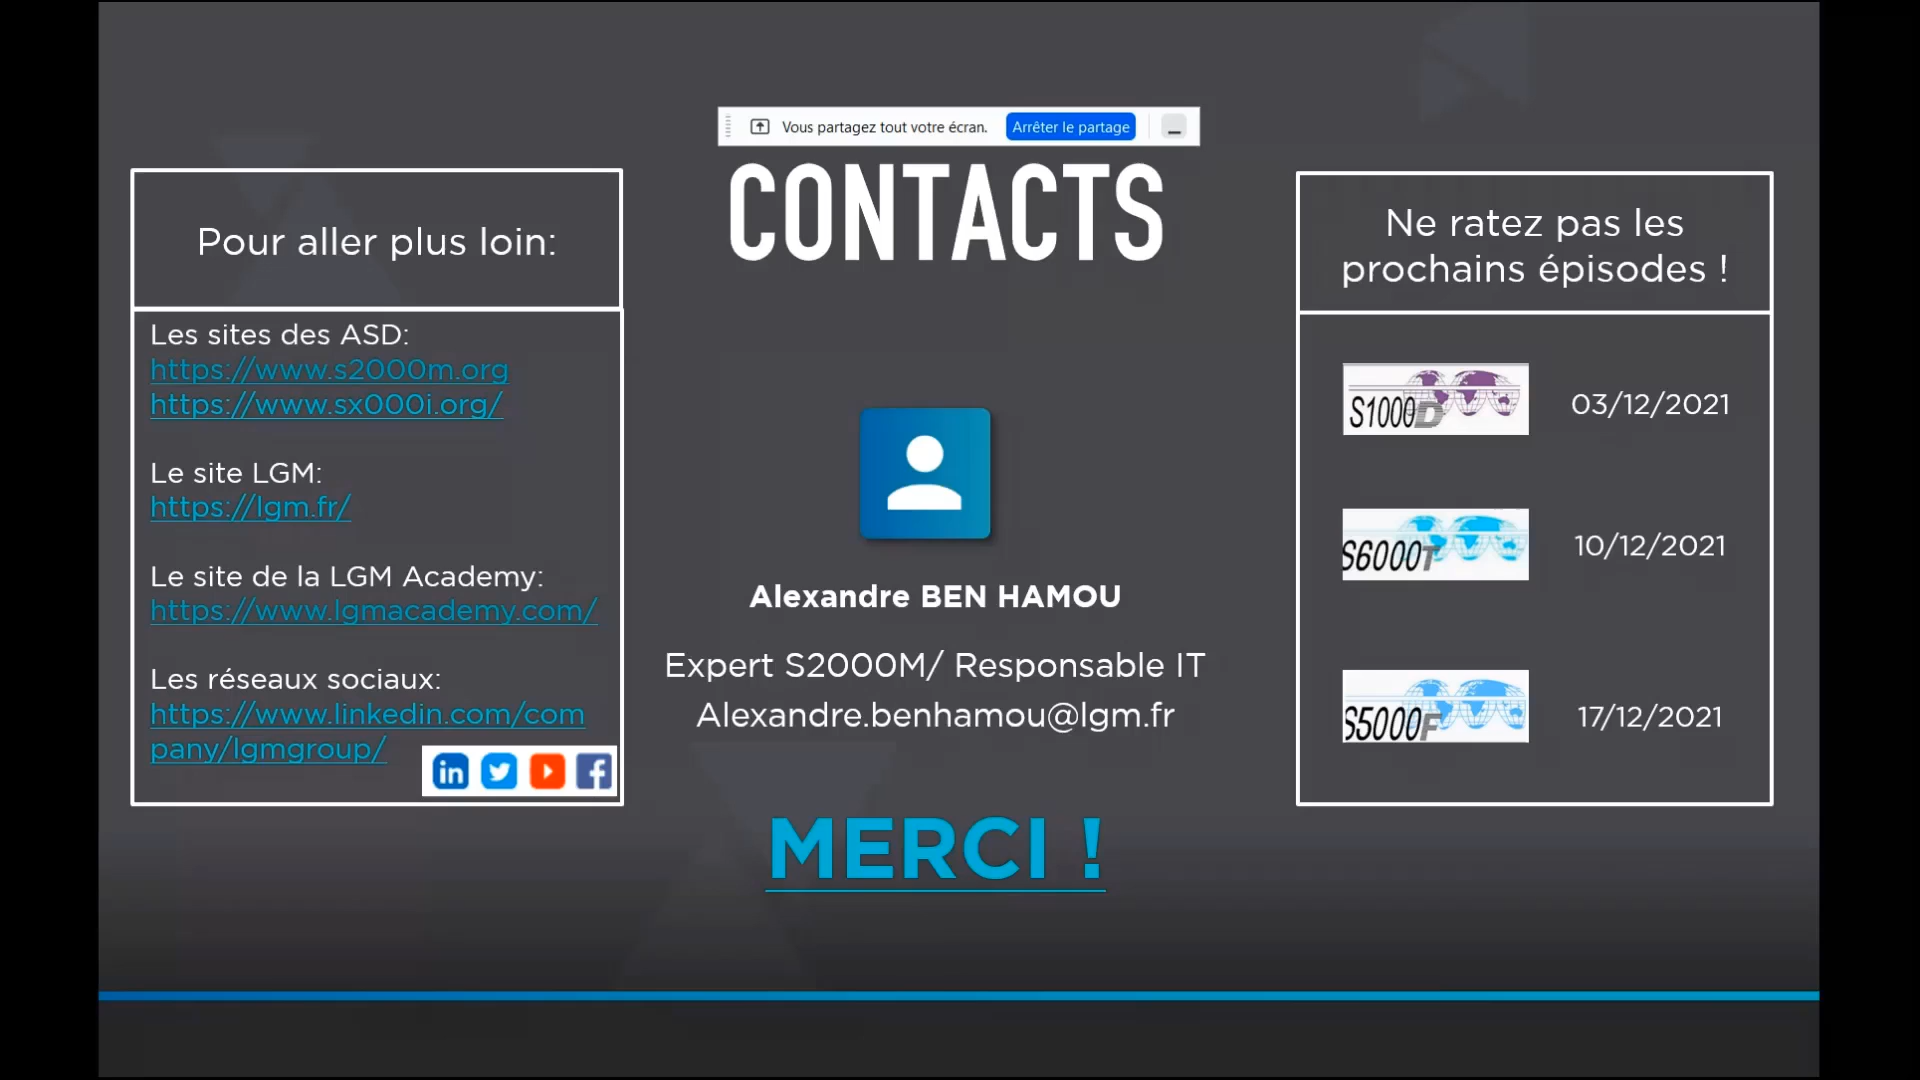 Vous partagez tout votre écran. Arrêter le partage
CONTACTS
Pour aller plus loin:
Les sites des ASD:
https://www.s2000m.org
https://www.sx000i.org/
Le site LGM:
https://lgm.fr/
Le site de la LGM Academy:
https://www.lgmacademy.com/
Les réseaux sociaux:
https://www.linkedin.com/com
pany/lgmgroup/
in
f
Alexandre BEN HAMOU
Expert S2000M/ Responsable IT
Alexandre.benhamou@lgm.fr
MERCI !
Ne ratez pas les
prochains épisodes !
S1000D 03/12/2021
S6000T 10/12/2021
S5000F 17/12/2021